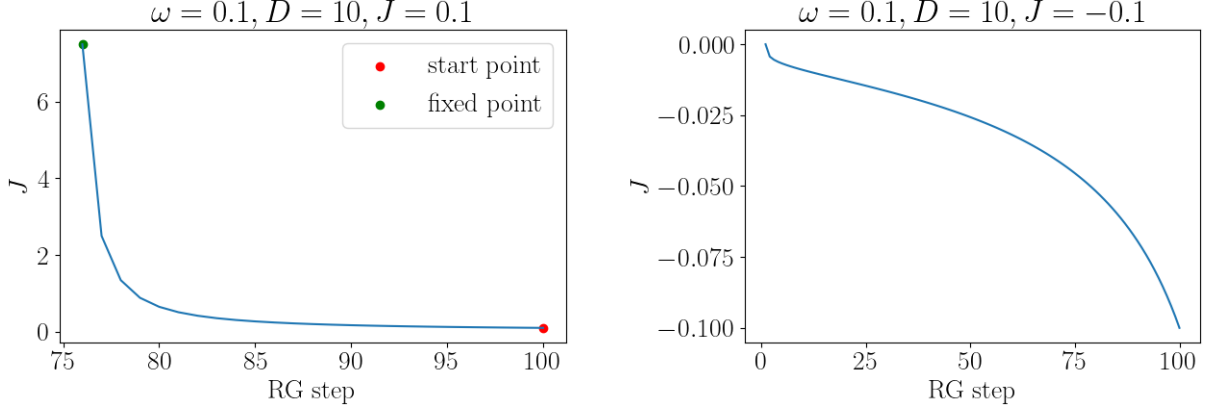 ω = 0.1, D = 10, J = 0.1
6
4
2
0
J
start point
fixed point
75 80 85 90 95 100
RG step
ω = 0.1, D = 10, J = −0.1
0.000
−0.025
−0.050
−0.075
−0.100
J
0 25 50 75 100
RG step